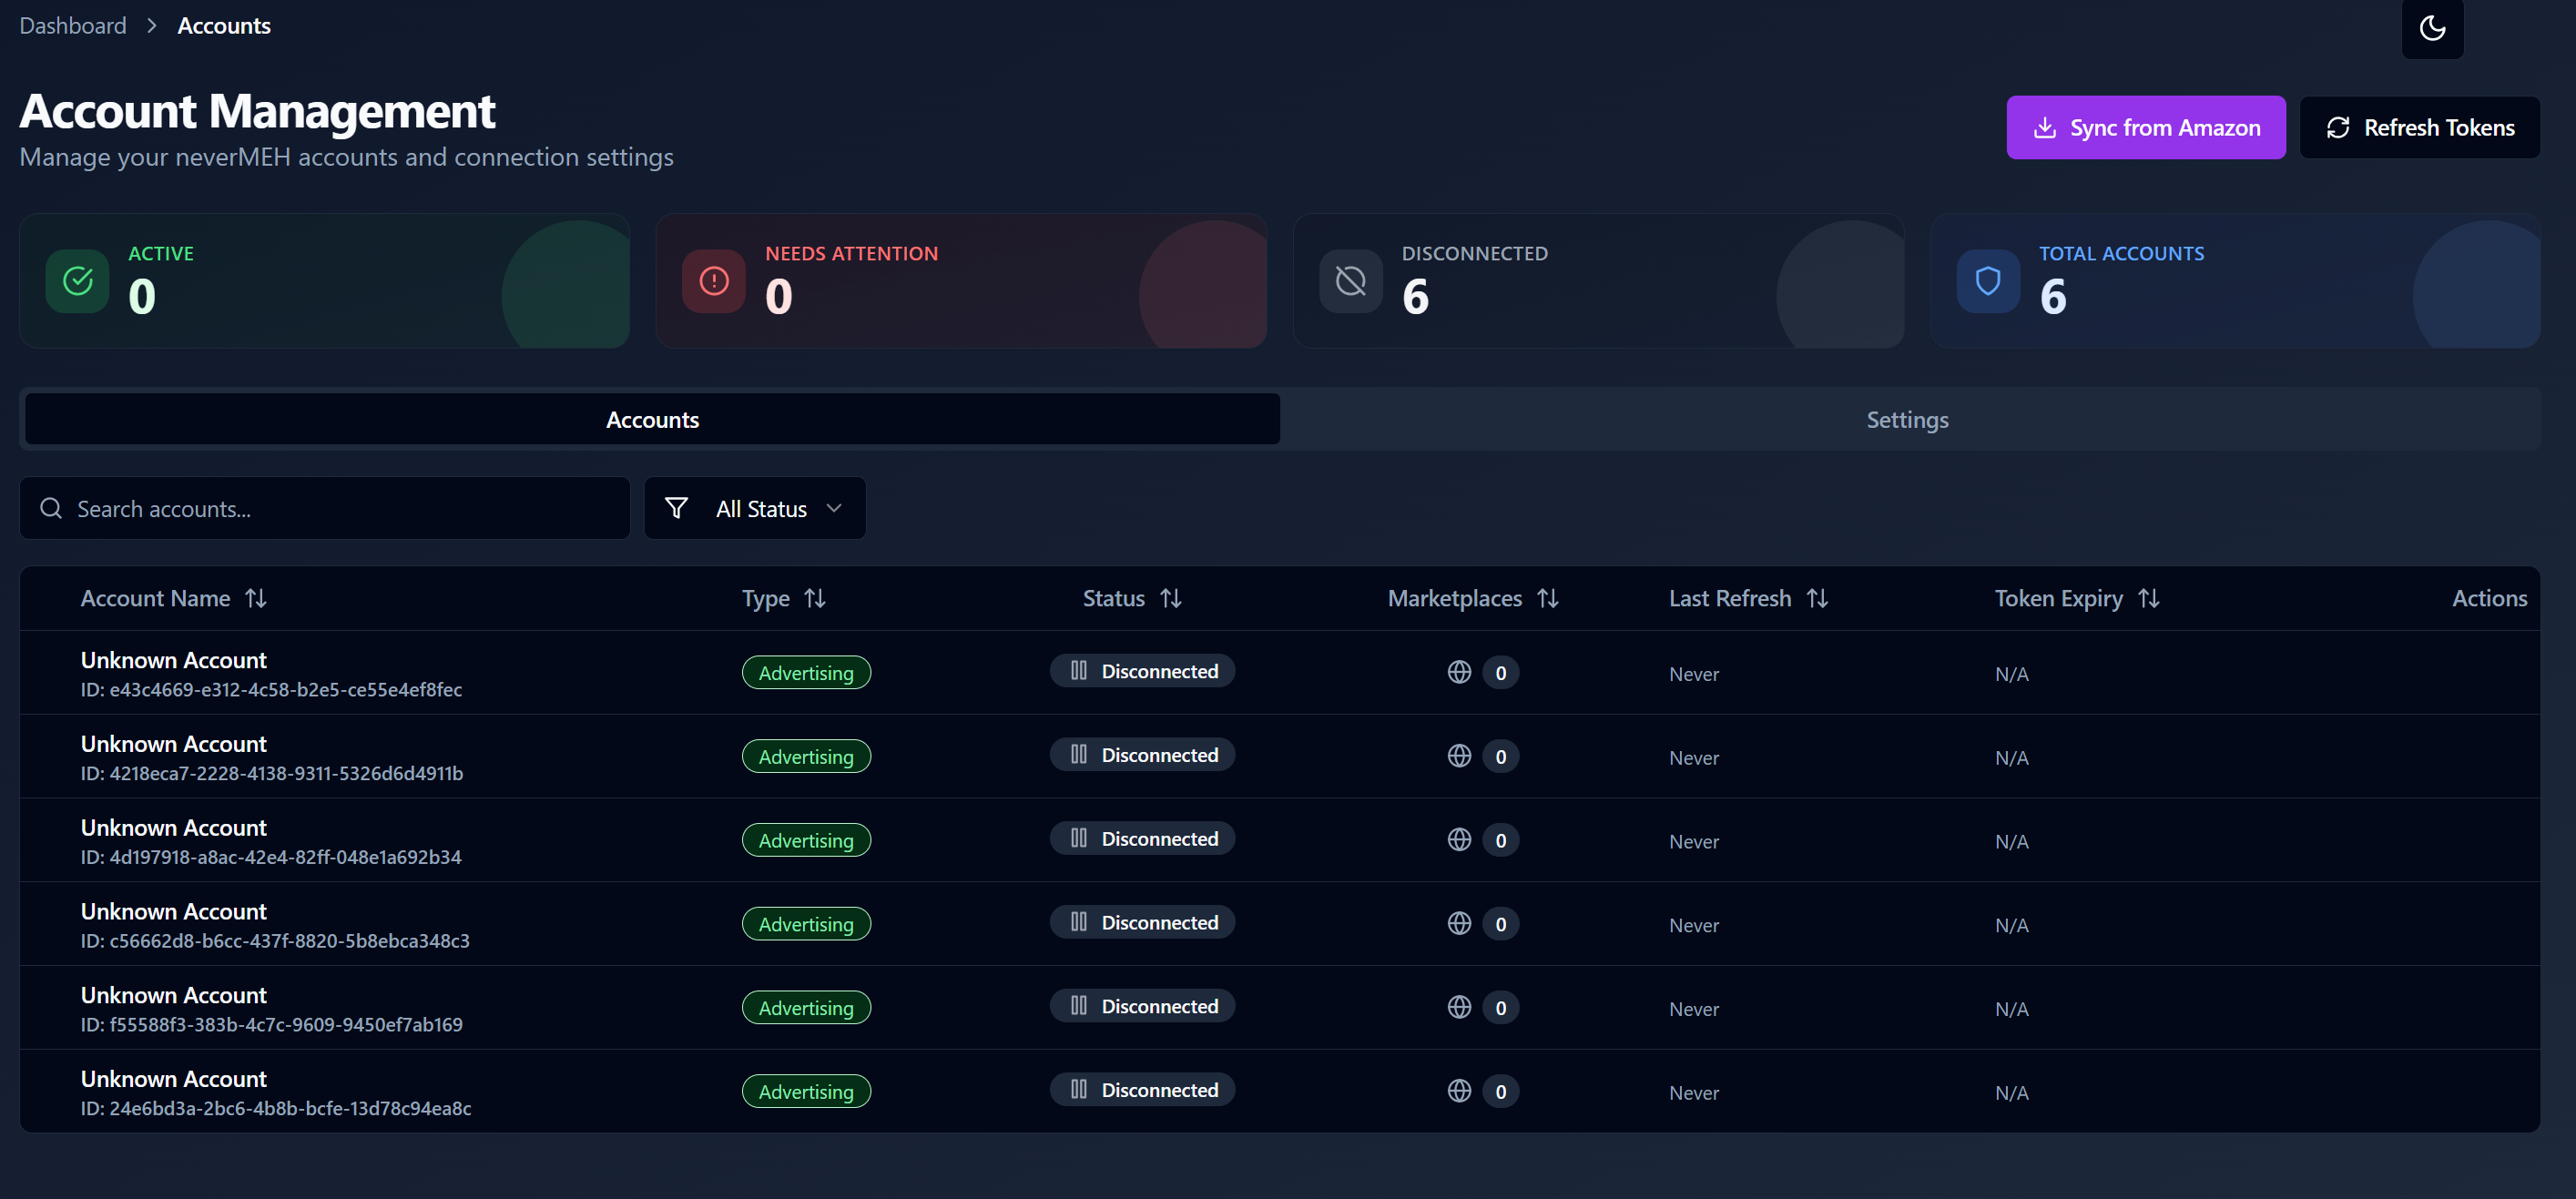 Dashboard > Accounts
Account Management
Manage your neverMEH accounts and connection settings
Sync from Amazon
Refresh Tokens
ACTIVE
0
NEEDS ATTENTION
0
DISCONNECTED
6
TOTAL ACCOUNTS
6
Accounts
Settings
Search accounts...
All Status
Account Name Type Status Marketplaces Last Refresh Token Expiry Actions
Unknown Account
ID: e43c4669-e312-4c58-b2e5-ce55e4ef8fec
Advertising Disconnected 0 Never N/A
Unknown Account
ID: 4218eca7-2228-4138-9311-5326d6d4911b
Advertising Disconnected 0 Never N/A
Unknown Account
ID: 4d197918-a8ac-42e4-82ff-048e1a692b34
Advertising Disconnected 0 Never N/A
Unknown Account
ID: c56662d8-b6cc-437f-8820-5b8ebca348c3
Advertising Disconnected 0 Never N/A
Unknown Account
ID: f55588f3-383b-4c7c-9609-9450ef7ab169
Advertising Disconnected 0 Never N/A
Unknown Account
ID: 24e6bd3a-2bc6-4b8b-bcfe-13d78c94ea8c
Advertising Disconnected 0 Never N/A